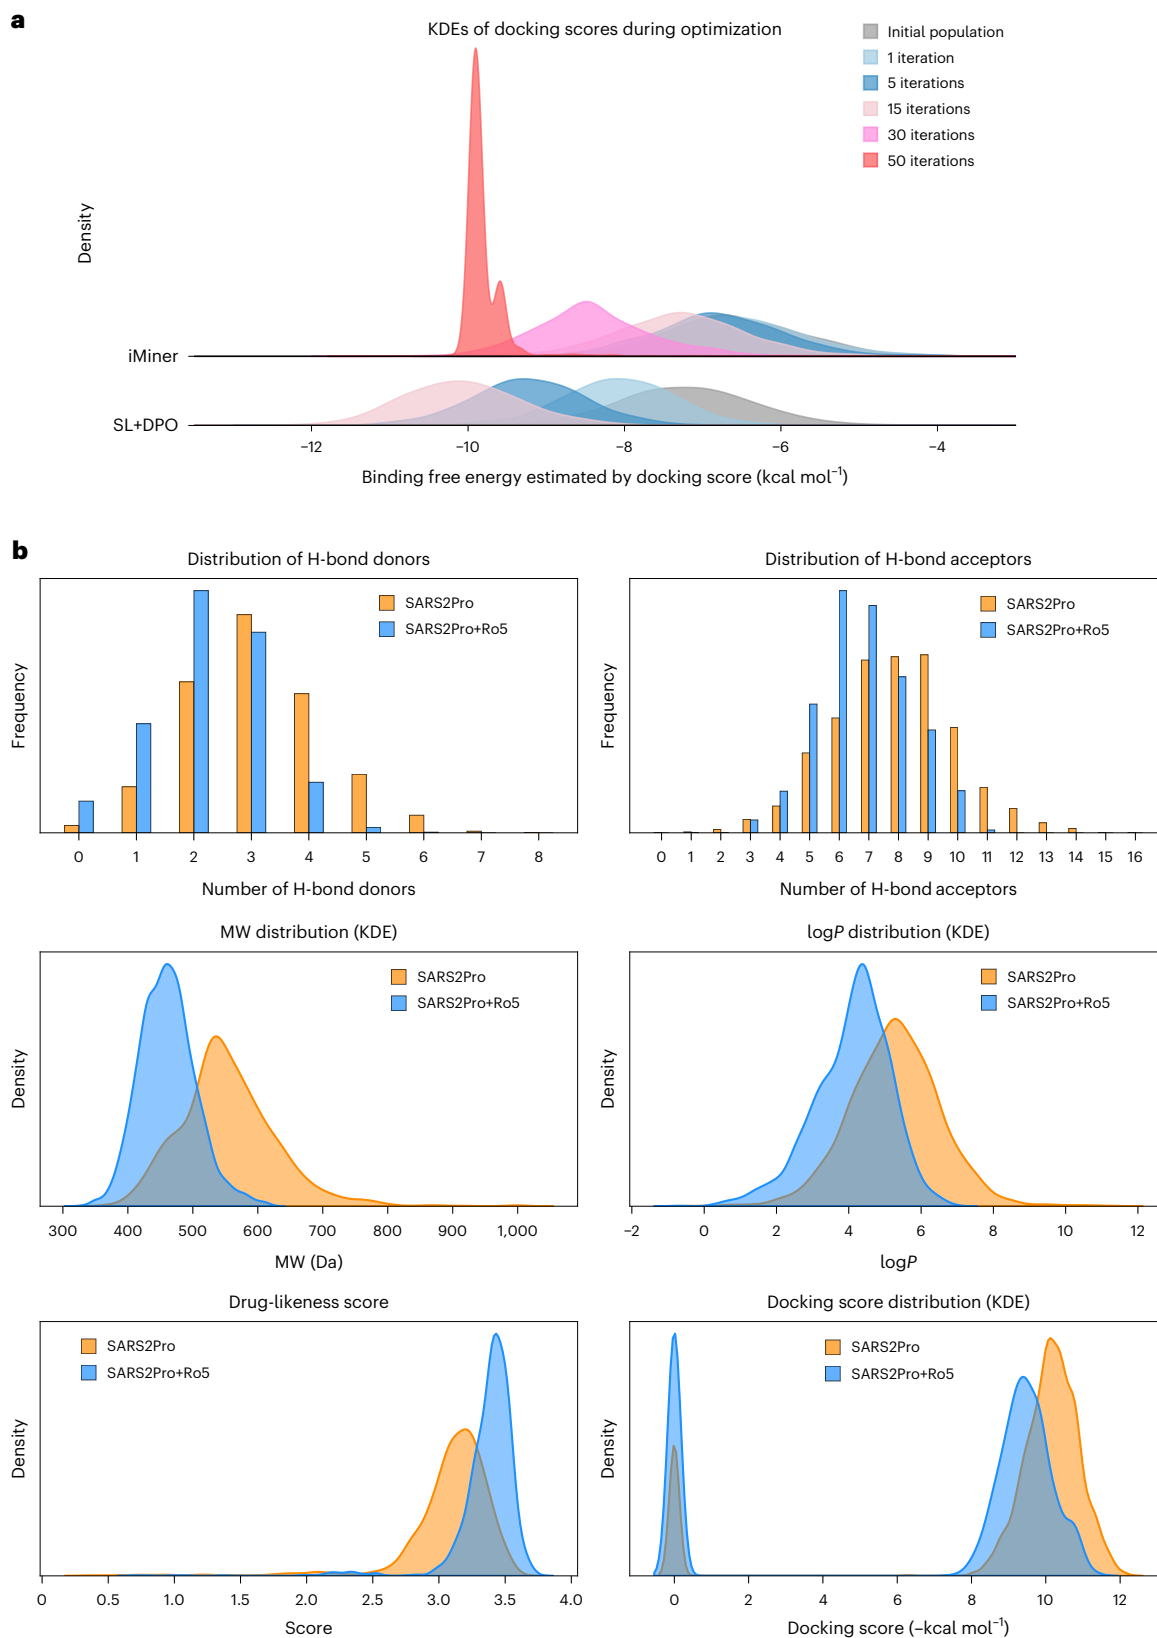 a
KDEs of docking scores during optimization
Initial population
1 iteration
5 iterations
15 iterations
30 iterations
50 iterations
Density
iMiner
SL+DPO
−12 −10 −8 −6 −4
Binding free energy estimated by docking score (kcal mol⁻¹)
b
Distribution of H-bond donors
SARS2Pro
SARS2Pro+Ro5
Frequency
0 1 2 3 4 5 6 7 8
Number of H-bond donors
Distribution of H-bond acceptors
SARS2Pro
SARS2Pro+Ro5
Frequency
0 1 2 3 4 5 6 7 8 9 10 11 12 13 14 15 16
Number of H-bond acceptors
MW distribution (KDE)
SARS2Pro
SARS2Pro+Ro5
Density
300 400 500 600 700 800 900 1,000
MW (Da)
logP distribution (KDE)
SARS2Pro
SARS2Pro+Ro5
Density
−2 0 2 4 6 8 10 12
logP
Drug-likeness score
SARS2Pro
SARS2Pro+Ro5
Density
0 0.5 1.0 1.5 2.0 2.5 3.0 3.5 4.0
Score
Docking score distribution (KDE)
SARS2Pro
SARS2Pro+Ro5
Density
0 2 4 6 8 10 12
Docking score (−kcal mol⁻¹)